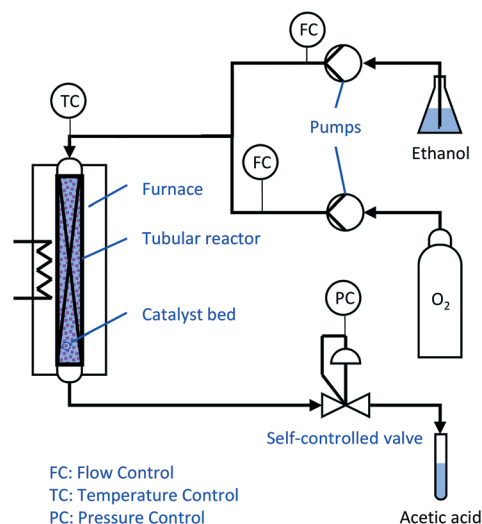 FC
TC
Pumps
Ethanol
FC
Furnace
Tubular reactor
O₂
PC
Catalyst bed
Self-controlled valve
FC: Flow Control
TC: Temperature Control
PC: Pressure Control
Acetic acid